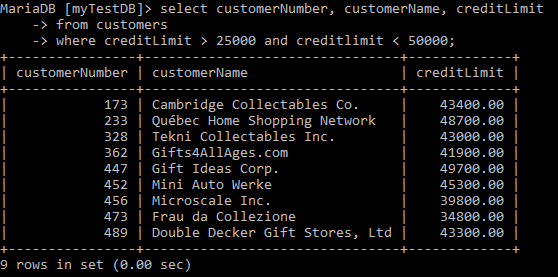 MariaDB [myTestDB]> select customerNumber, customerName, creditLimit
    -> from customers
    -> where creditLimit > 25000 and creditlimit < 50000;
+----------------+--------------------------------+-------------+
| customerNumber | customerName                   | creditLimit |
+----------------+--------------------------------+-------------+
|            173 | Cambridge Collectables Co.     |    43400.00 |
|            233 | Québec Home Shopping Network   |    48700.00 |
|            328 | Tekni Collectables Inc.        |    43000.00 |
|            362 | Gifts4AllAges.com              |    41900.00 |
|            447 | Gift Ideas Corp.               |    49700.00 |
|            452 | Mini Auto Werke                |    45300.00 |
|            456 | Microscale Inc.                |    39800.00 |
|            473 | Frau da Collezione             |    34800.00 |
|            489 | Double Decker Gift Stores, Ltd |    43300.00 |
+----------------+--------------------------------+-------------+
9 rows in set (0.00 sec)